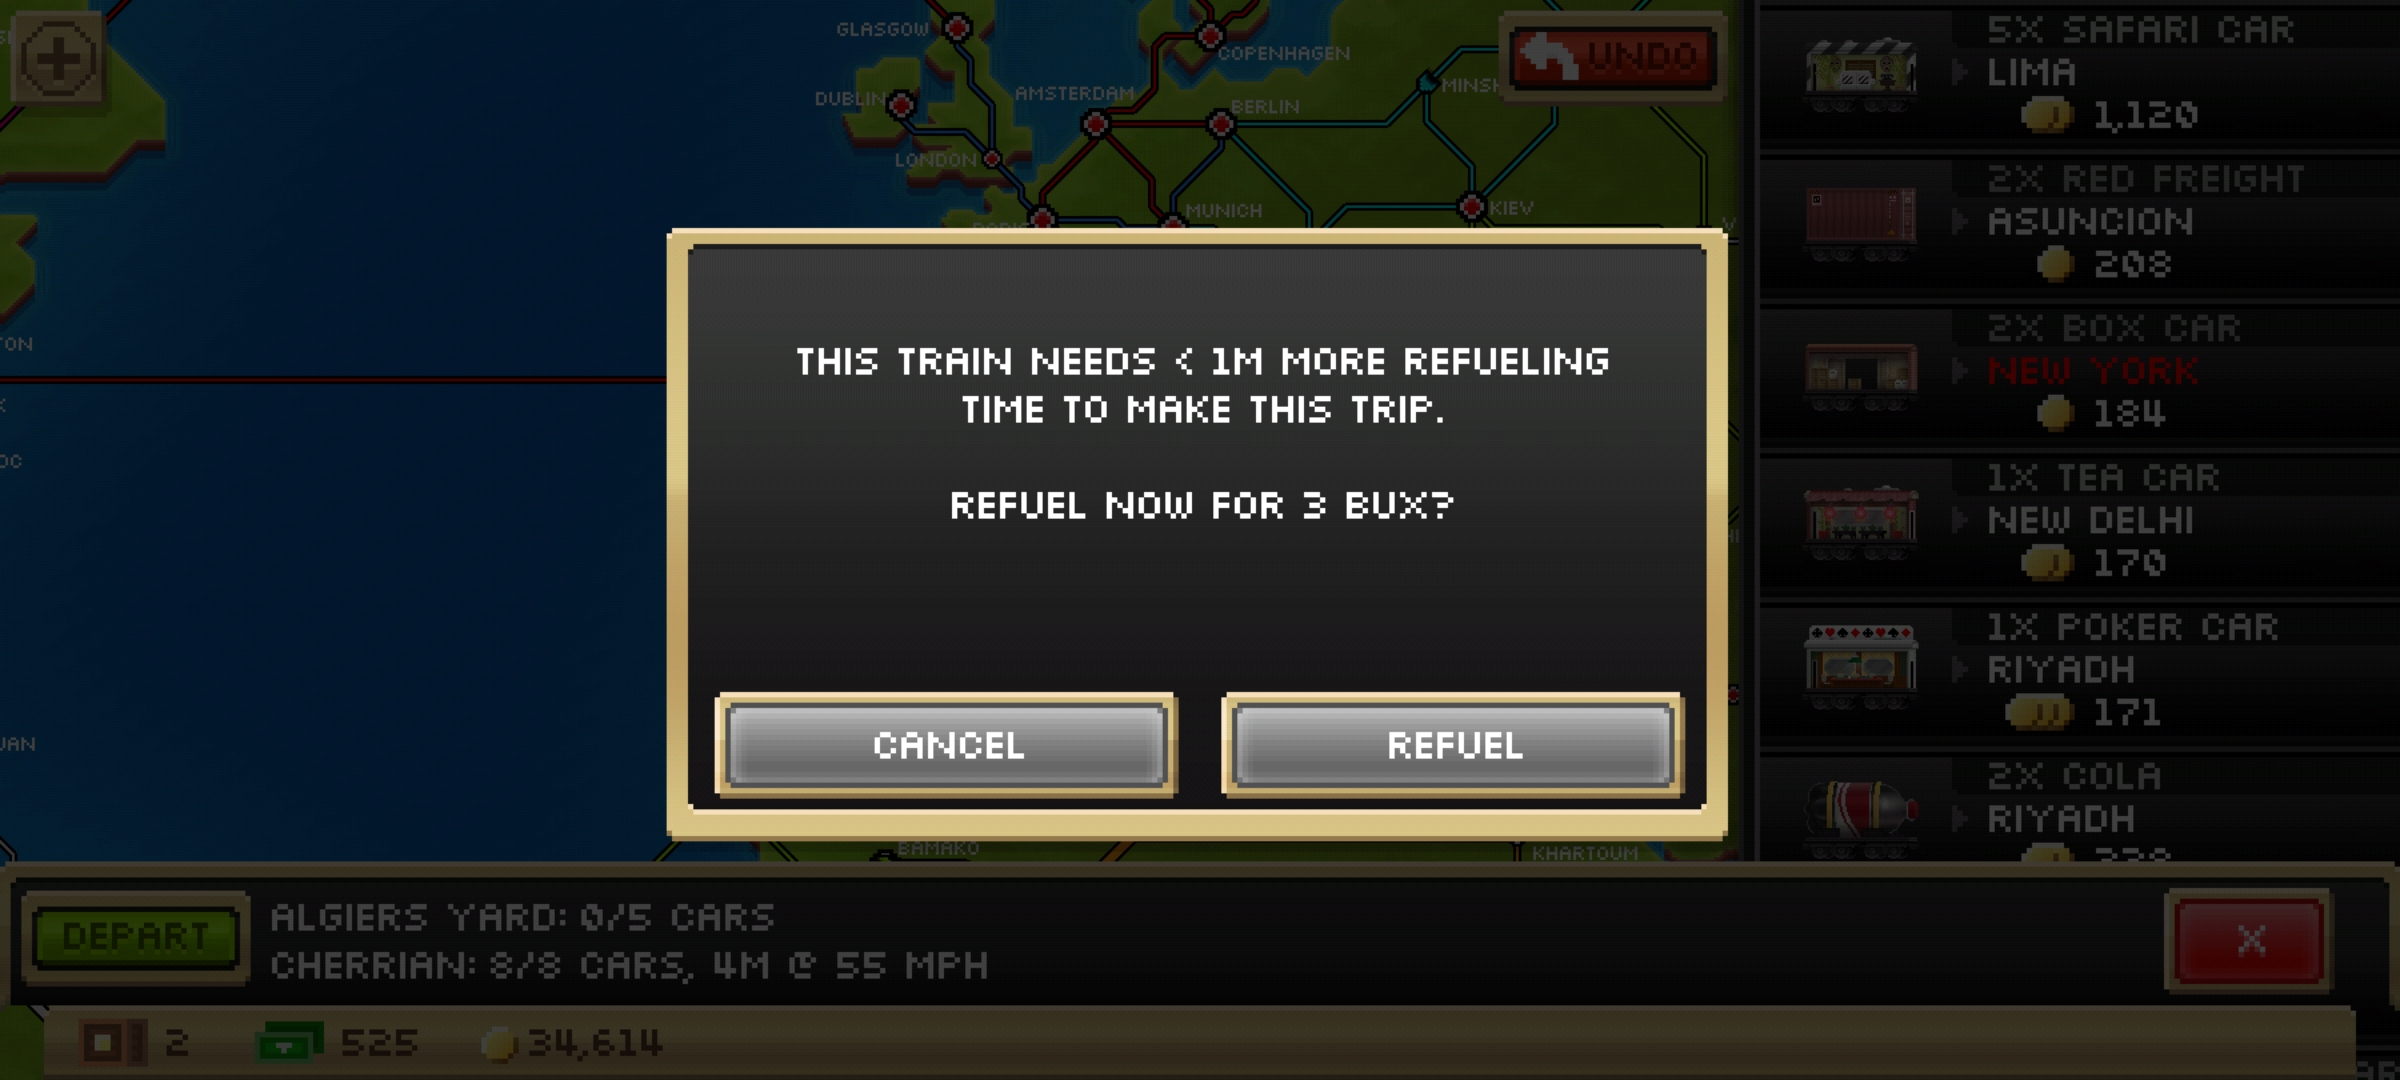 GLASGOW
COPENHAGEN
UNDO
DUBLIN
AMSTERDAM
BERLIN
LONDON
MUNICH
KIEV
5X SAFARI CAR
LIMA
1,120
2X RED FREIGHT
ASUNCION
208
2X BOX CAR
NEW YORK
184
1X TEA CAR
NEW DELHI
170
1X POKER CAR
RIYADH
171
2X COLA
RIYADH
THIS TRAIN NEEDS < 1M MORE REFUELING
TIME TO MAKE THIS TRIP.
REFUEL NOW FOR 3 BUX?
CANCEL
REFUEL
BAMAKO
KHARTOUM
DEPART
ALGIERS YARD: 0/5 CARS
CHERRIAN: 8/8 CARS, 4M @ 55 MPH
X
2
525
34,614